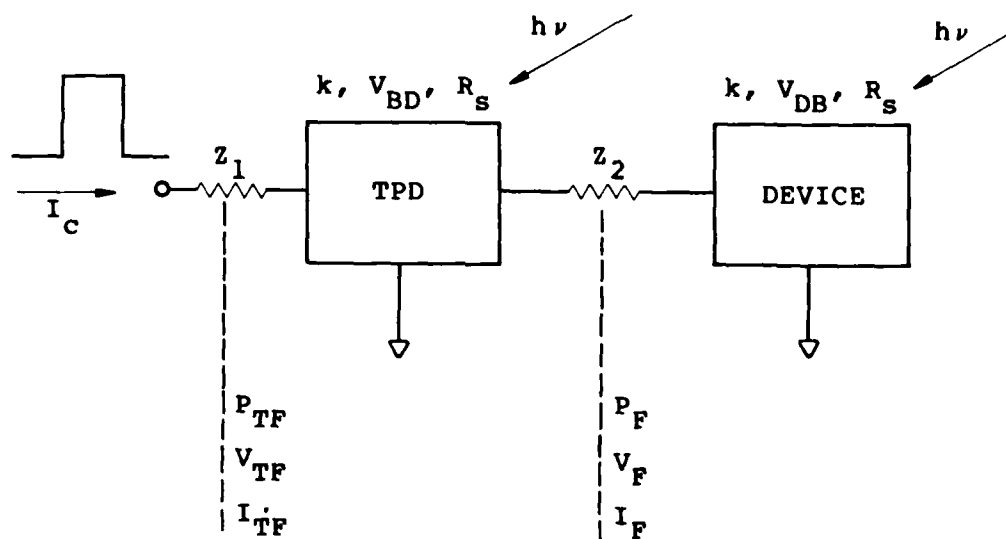 hν
hν
k, V_BD, R_s
k, V_DB, R_s
Z_1
Z_2
TPD
DEVICE
I_c
P_TF
P_F
V_TF
V_F
I_TF
I_F